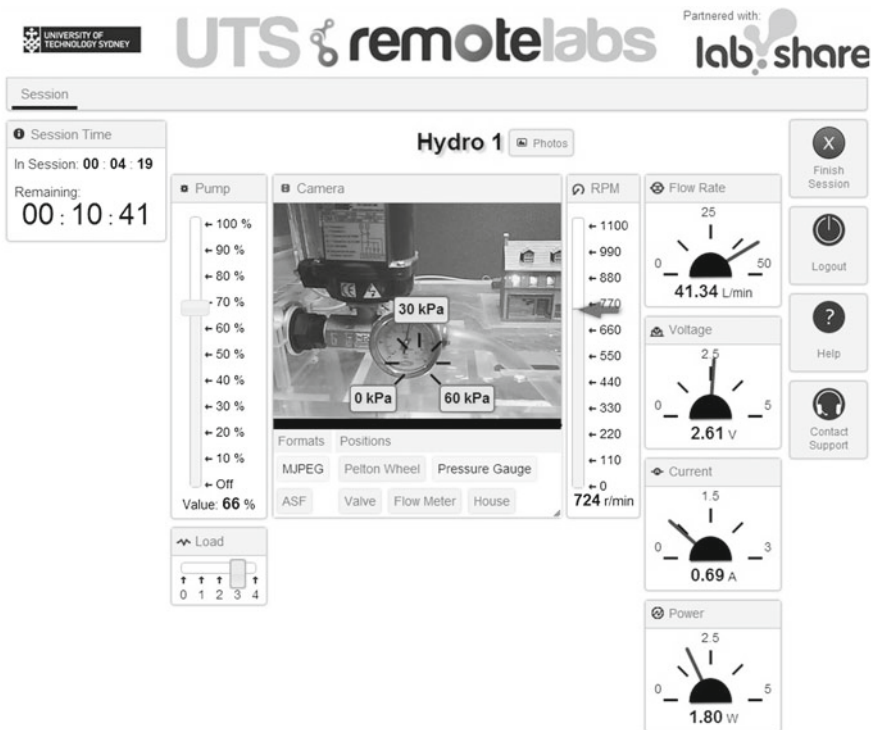 UNIVERSITY OF
TECHNOLOGY SYDNEY
UTS remotelabs
Partnered with:
lab share
Session
Session Time
In Session: 00 : 04 : 19
Remaining:
00 : 10 : 41
Hydro 1
Photos
Pump
100 %
90 %
80 %
70 %
60 %
50 %
40 %
30 %
20 %
10 %
Off
Value: 66 %
Load
0 1 2 3 4
Camera
30 kPa
0 kPa
60 kPa
Formats Positions
MJPEG Pelton Wheel Pressure Gauge
ASF Valve Flow Meter House
RPM
1100
990
880
770
660
550
440
330
220
110
0
724 r/min
Flow Rate
25
0 50
41.34 L/min
Voltage
2.5
0 5
2.61 V
Current
1.5
0 3
0.69 A
Power
2.5
0 5
1.80 W
X
Finish
Session
Logout
?
Help
Contact
Support